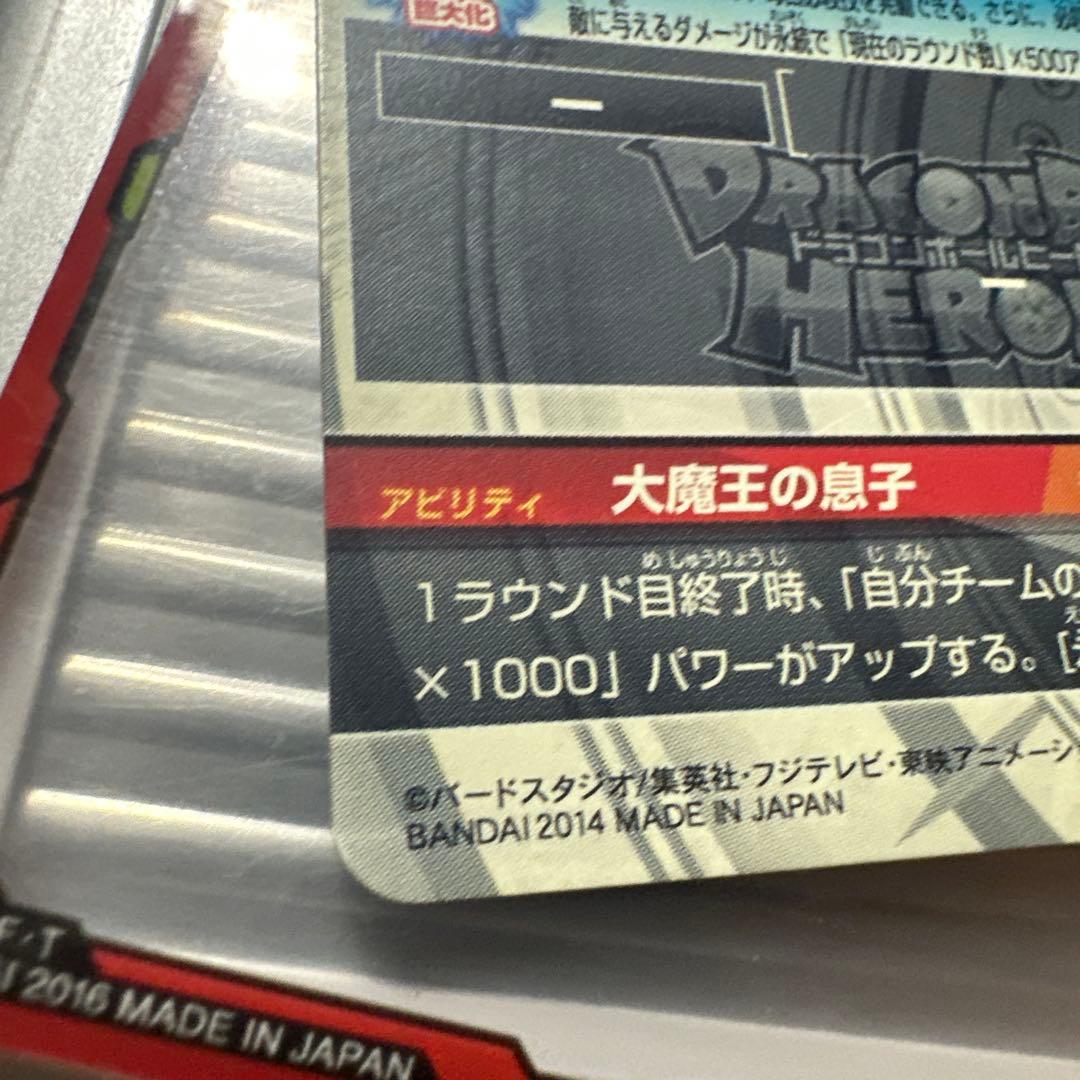 巨大化
敵に与えるダメージが永続で「現在のラウンド数」×500ア
DRAGON B
ドラゴンボールヒーロ
HERO
アビリティ 大魔王の息子
1ラウンド目終了時、「自分チームの
×1000」パワーがアップする。
©バードスタジオ/集英社・フジテレビ・東映アニメーシ
BANDAI 2014 MADE IN JAPAN
2016 MADE IN JAPAN